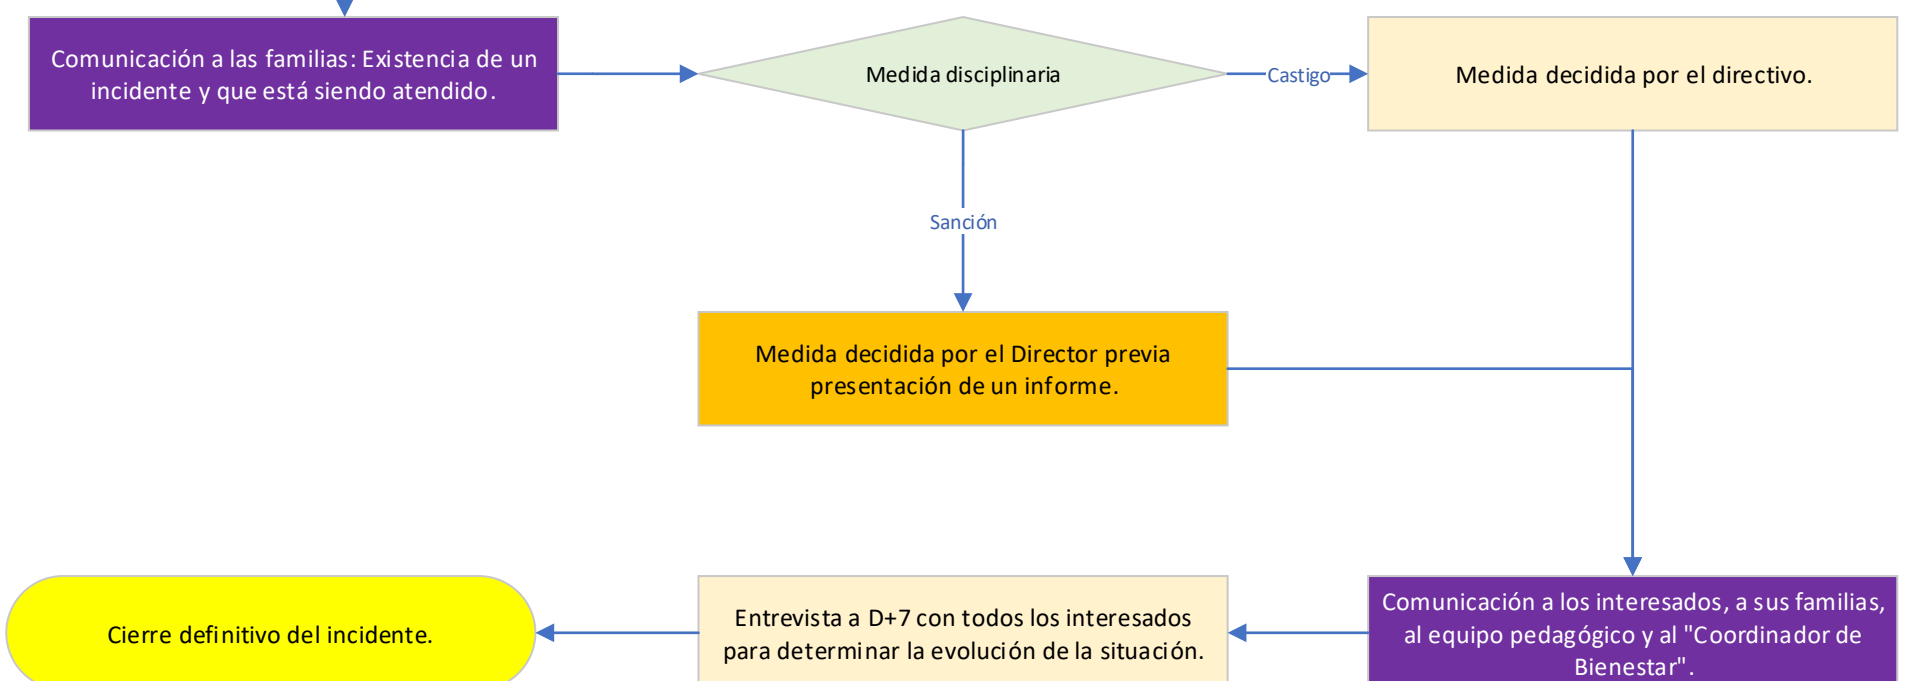 Comunicación a las familias: Existencia de un
incidente y que está siendo atendido.
Medida disciplinaria
Castigo
Medida decidida por el directivo.
Sanción
Medida decidida por el Director previa
presentación de un informe.
Comunicación a los interesados, a sus familias,
al equipo pedagógico y al "Coordinador de
Bienestar".
Entrevista a D+7 con todos los interesados
para determinar la evolución de la situación.
Cierre definitivo del incidente.